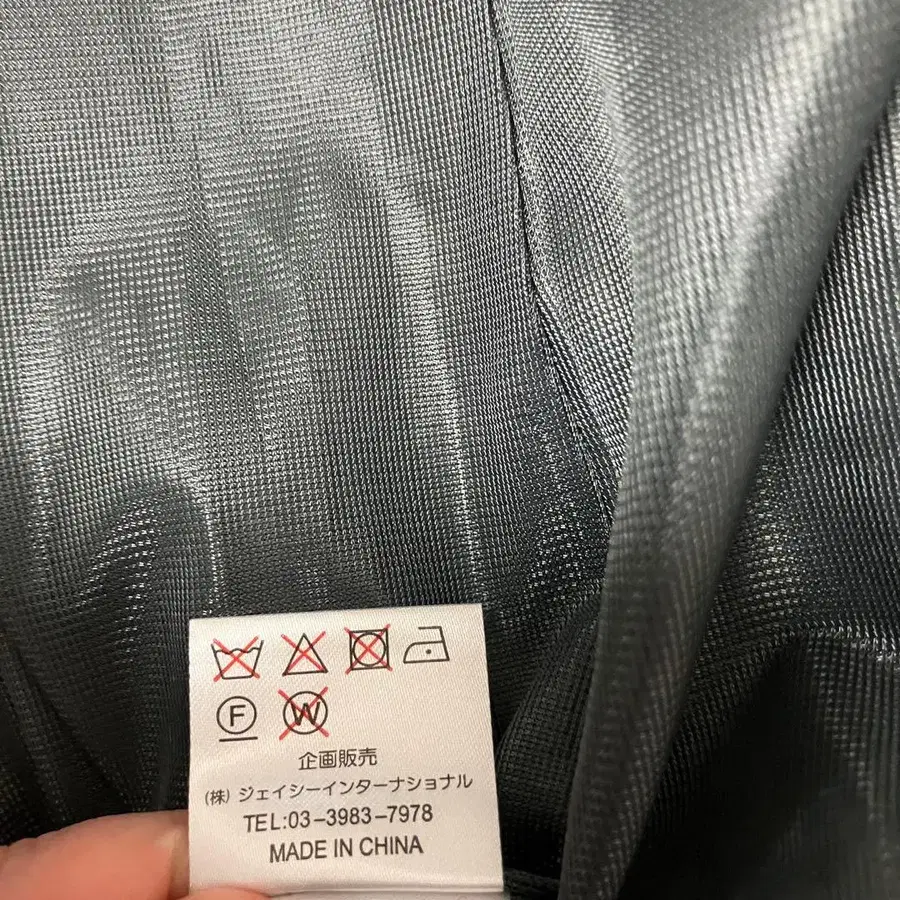 F W
企画販売
(株) ジェイシーインターナショナル
TEL:03-3983-7978
MADE IN CHINA